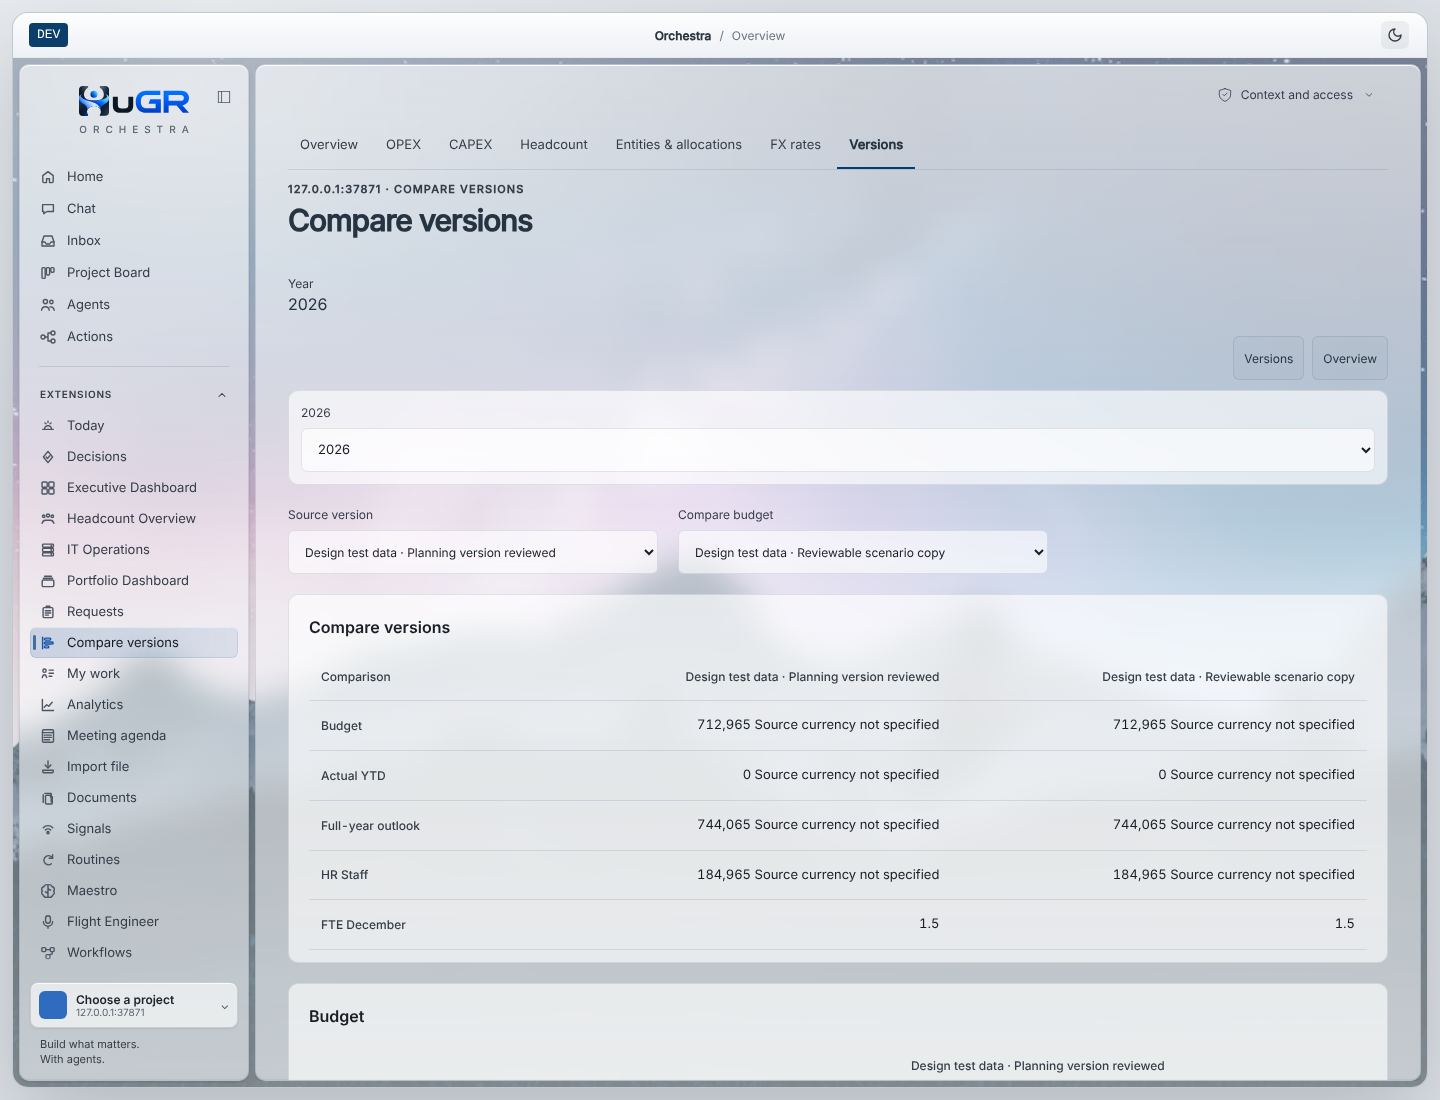 DEV
Orchestra / Overview
HuGR
ORCHESTRA
Home
Chat
Inbox
Project Board
Agents
Actions
EXTENSIONS
Today
Decisions
Executive Dashboard
Headcount Overview
IT Operations
Portfolio Dashboard
Requests
Compare versions
My work
Analytics
Meeting agenda
Import file
Documents
Signals
Routines
Maestro
Flight Engineer
Workflows
Choose a project
127.0.0.1:37871
Build what matters.
With agents.
Context and access
Overview OPEX CAPEX Headcount Entities & allocations FX rates Versions
127.0.0.1:37871 · COMPARE VERSIONS
Compare versions
Year
2026
Versions Overview
2026
2026
Source version Compare budget
Design test data · Planning version reviewed Design test data · Reviewable scenario copy
Compare versions
Comparison Design test data · Planning version reviewed Design test data · Reviewable scenario copy
Budget 712,965 Source currency not specified 712,965 Source currency not specified
Actual YTD 0 Source currency not specified 0 Source currency not specified
Full-year outlook 744,065 Source currency not specified 744,065 Source currency not specified
HR Staff 184,965 Source currency not specified 184,965 Source currency not specified
FTE December 1.5 1.5
Budget
Design test data · Planning version reviewed